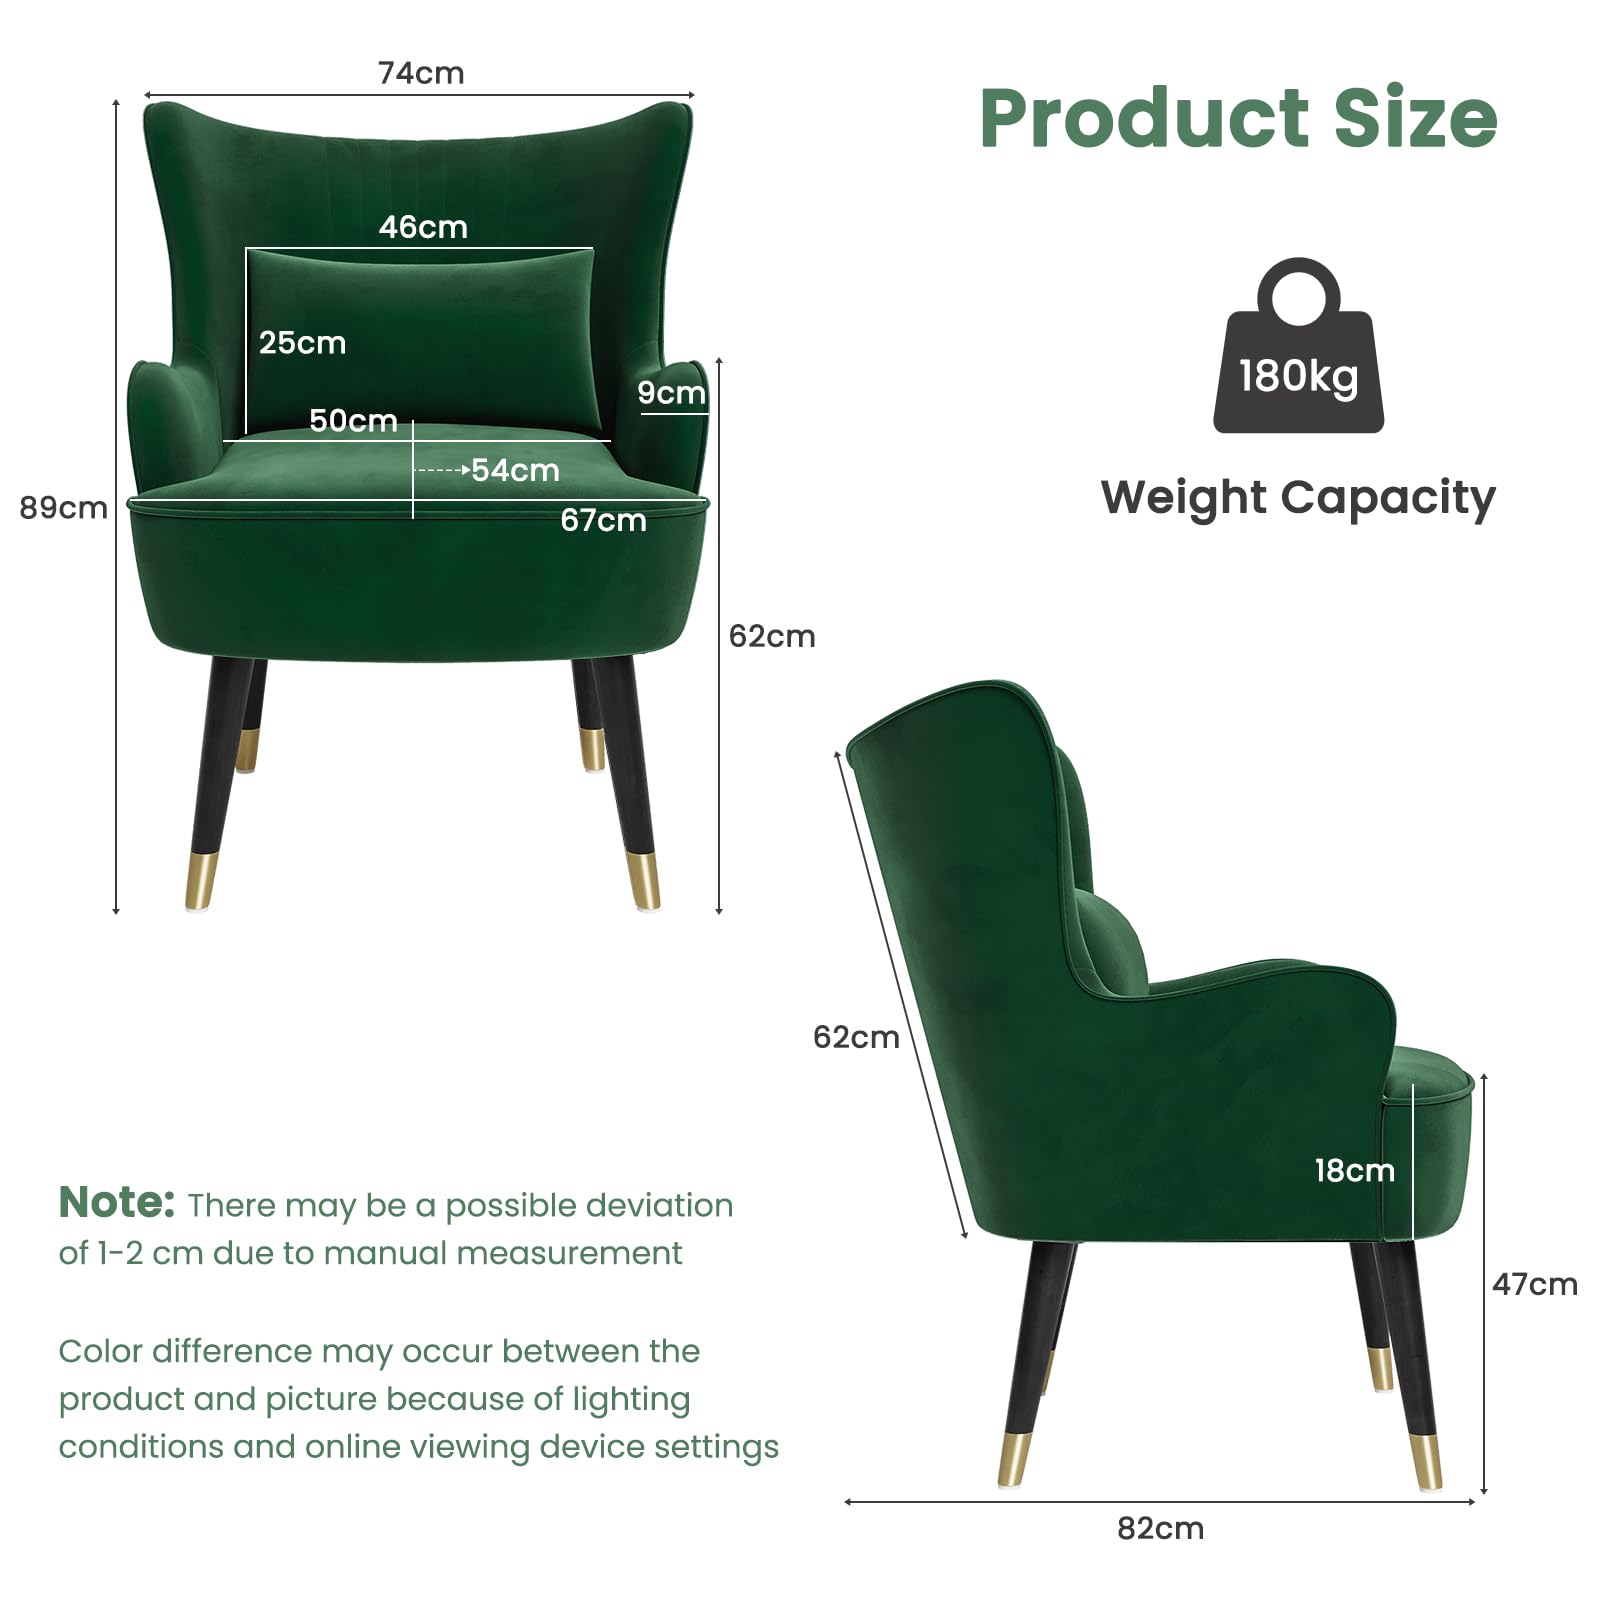 Product Size
74cm
46cm
25cm
9cm
50cm
54cm
67cm
89cm
62cm
180kg
Weight Capacity
62cm
18cm
47cm
82cm
Note: There may be a possible deviation
of 1-2 cm due to manual measurement
Color difference may occur between the
product and picture because of lighting
conditions and online viewing device settings